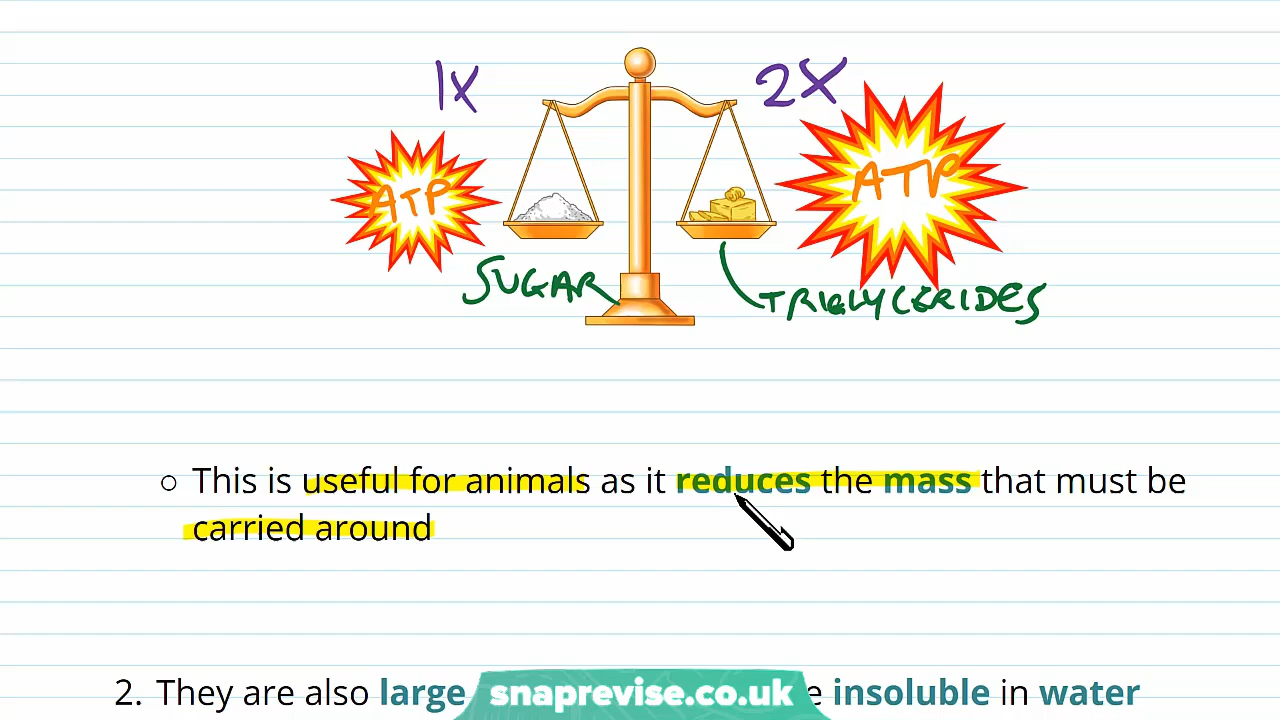 1X 2X
ATP ATP
SUGAR TRIGLYCERIDES
○ This is useful for animals as it reduces the mass that must be
carried around
2. They are also large e insoluble in water
snaprevise.co.uk